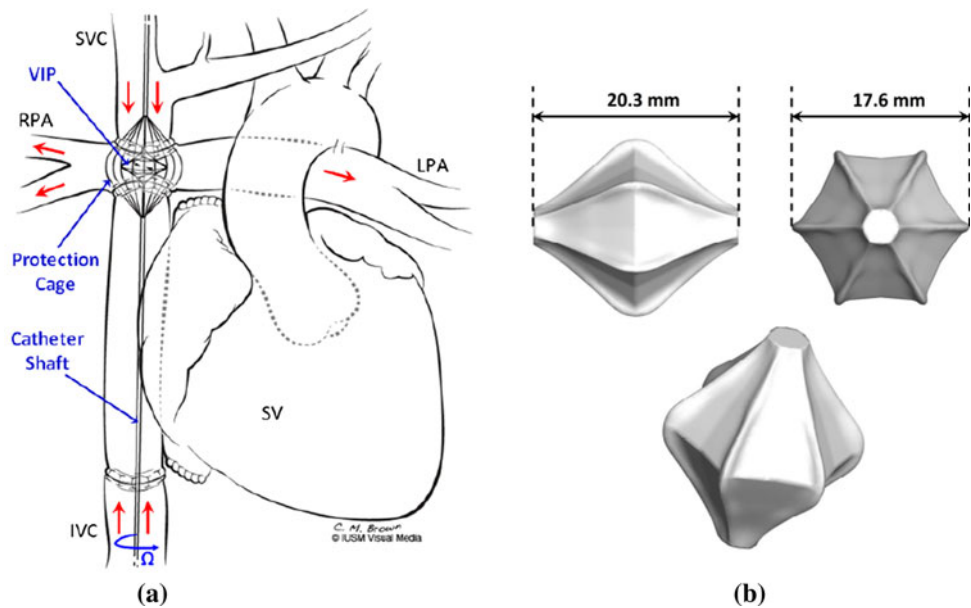 SVC
VIP
RPA
LPA
Protection
Cage
Catheter
Shaft
SV
IVC
Ω
C. M. Brown
© IUSM Visual Media
(a)
20.3 mm
17.6 mm
(b)